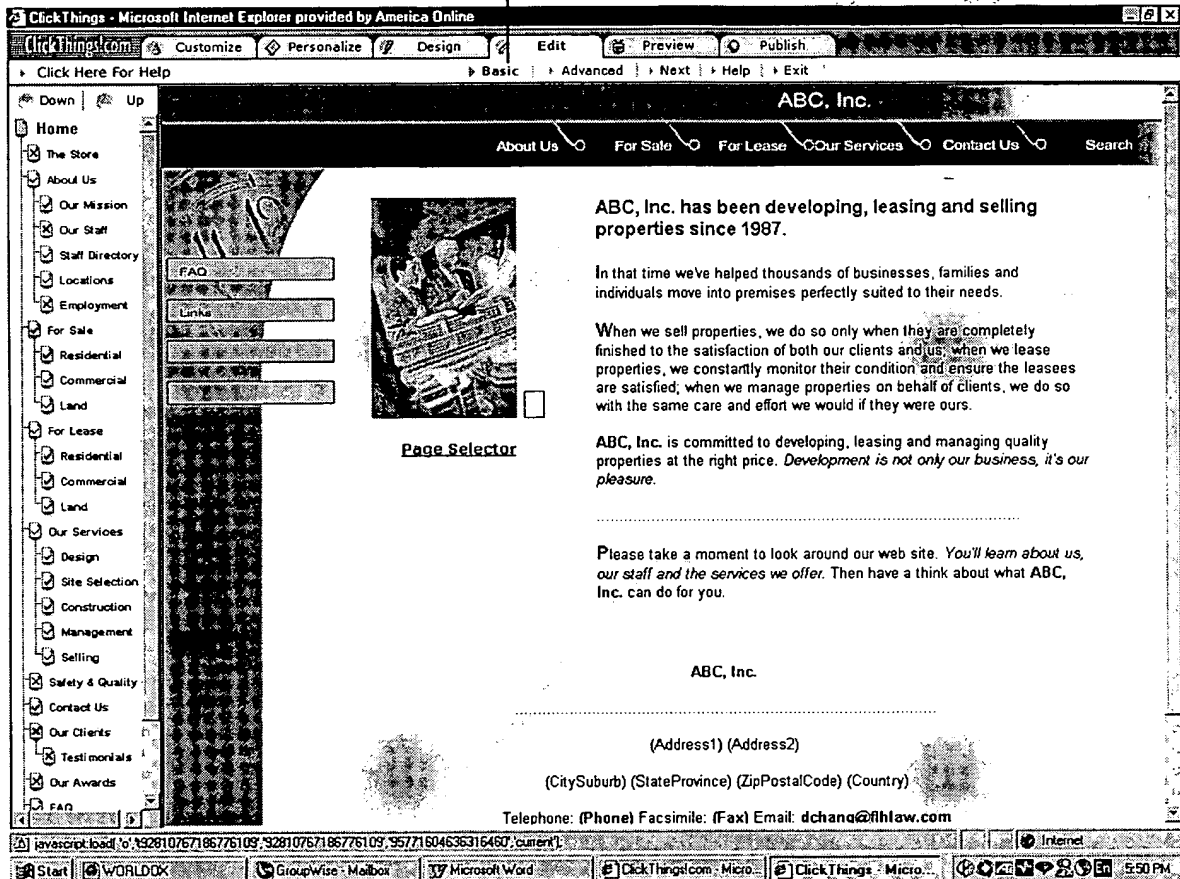 ClickThings - Microsoft Internet Explorer provided by America Online
ClickThings!com Customize Personalize Design Edit Preview Publish
Click Here For Help Basic Advanced Next Help Exit
Down Up
Home
The Store
About Us
Our Mission
Our Staff
Staff Directory
Locations
Employment
For Sale
Residential
Commercial
Land
For Lease
Residential
Commercial
Land
Our Services
Design
Site Selection
Construction
Management
Selling
Safety & Quality
Contact Us
Our Clients
Testimonials
Our Awards
FAQ
ABC, Inc.
About Us For Sale For Lease Our Services Contact Us Search
FAQ
Links
Page Selector
ABC, Inc. has been developing, leasing and selling
properties since 1987.
In that time we've helped thousands of businesses, families and
individuals move into premises perfectly suited to their needs.
When we sell properties, we do so only when they are completely
finished to the satisfaction of both our clients and us; when we lease
properties, we constantly monitor their condition and ensure the leasees
are satisfied; when we manage properties on behalf of clients, we do so
with the same care and effort we would if they were ours.
ABC, Inc. is committed to developing, leasing and managing quality
properties at the right price. Development is not only our business, it's our
pleasure.
Please take a moment to look around our web site. You'll learn about us,
our staff and the services we offer. Then have a think about what ABC,
Inc. can do for you.
ABC, Inc.
(Address1) (Address2)
(CitySuburb) (StateProvince) (ZipPostalCode) (Country)
Telephone: (Phone) Facsimile: (Fax) Email: dchang@flhlaw.com
javascript:load( 'o','t928107671867761 09','928107671867761 09','95771604636316460','current'); Internet
Start WORLDOX GroupWise - Mailbox Microsoft Word ClickThings!com - Micro... ClickThings - Micro... 5:50 PM